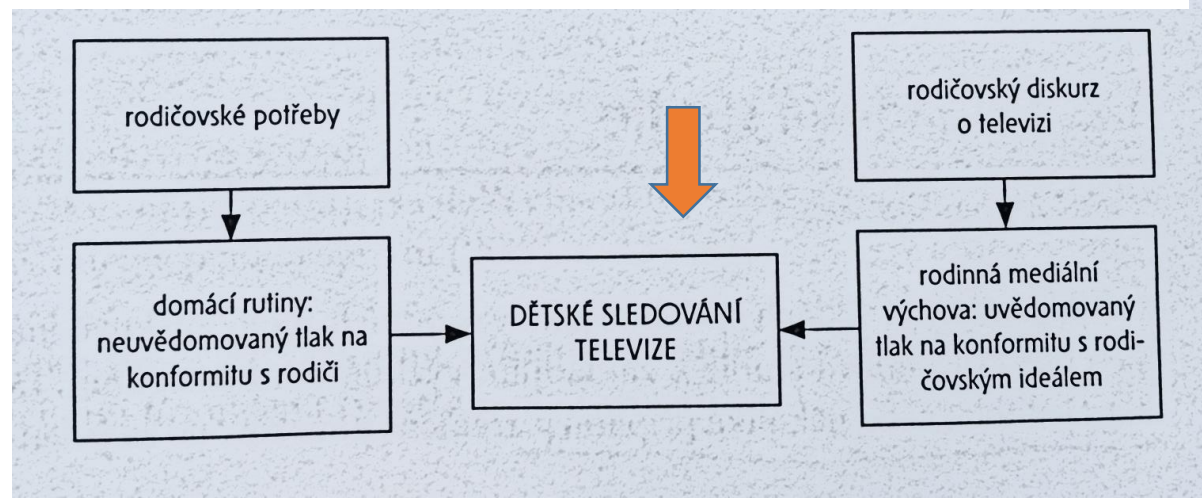 rodičovské potřeby
rodičovský diskurz
o televizi
domácí rutiny:
neuvědomovaný tlak na
konformitu s rodiči
DĚTSKÉ SLEDOVÁNÍ
TELEVIZE
rodinná mediální
výchova: uvědomovaný
tlak na konformitu s rodi-
čovským ideálem